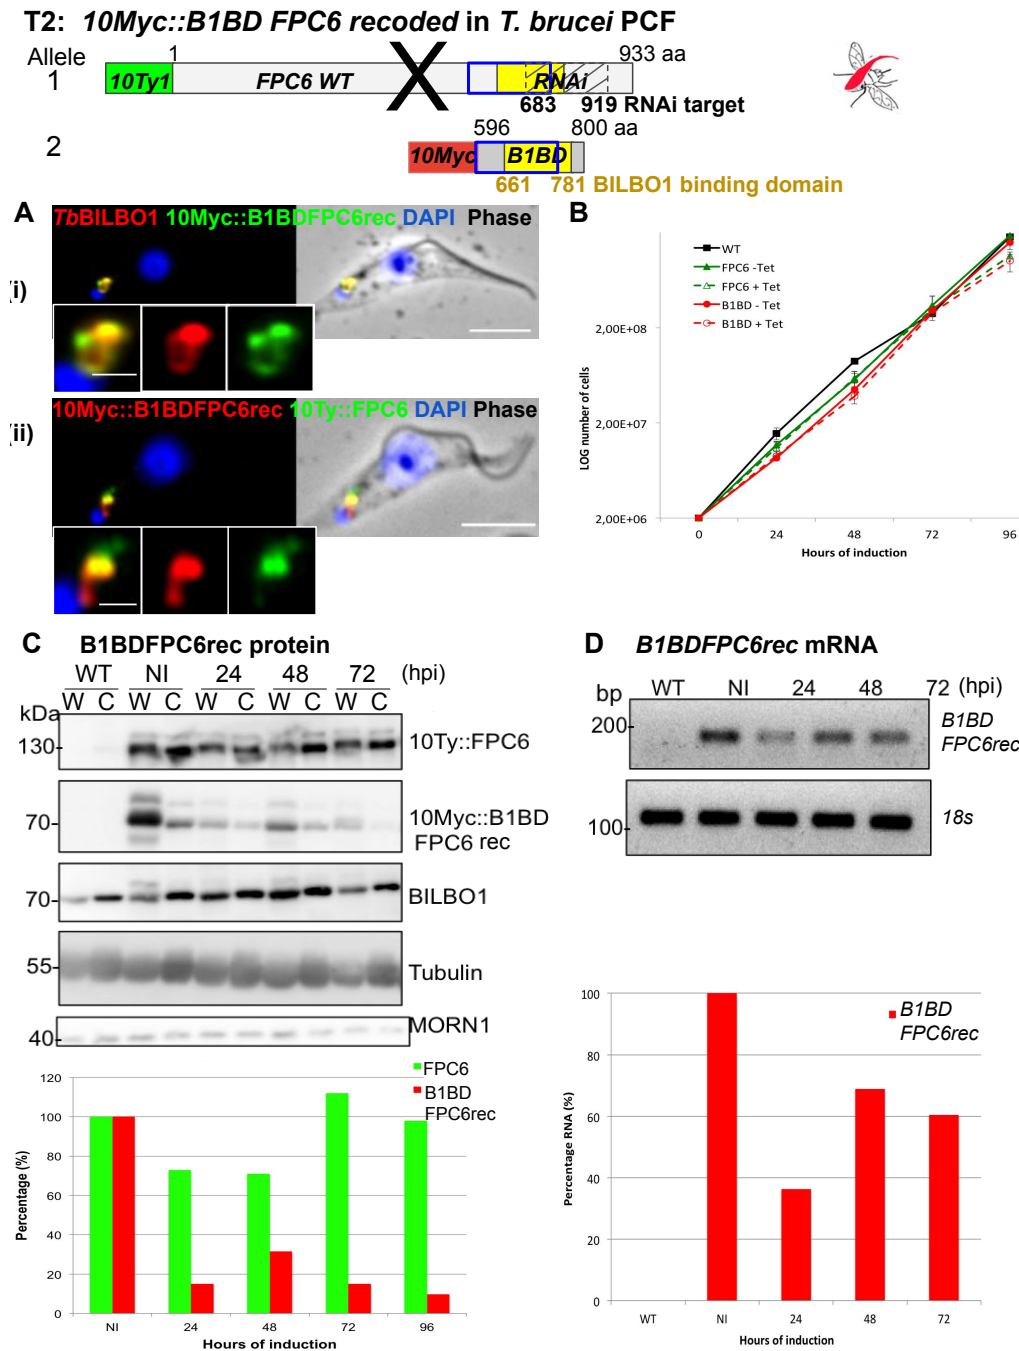 T2: 10Myc::B1BD FPC6 recoded in T. brucei PCF
Allele
1
1
933 aa
10Ty1
FPC6 WT
RNAi
683
919 RNAi target
596
800 aa
2
10Myc
B1BD
661
781 BILBO1 binding domain
A
TbBILBO1 10Myc::B1BDFPC6rec DAPI Phase
(i)
10Myc::B1BDFPC6rec 10Ty::FPC6 DAPI Phase
(ii)
B
WT
FPC6 -Tet
FPC6 + Tet
B1BD - Tet
B1BD + Tet
LOG number of cells
2,00E+08
2,00E+07
2,00E+06
0 24 48 72 96
Hours of induction
C B1BDFPC6rec protein
WT NI 24 48 72 (hpi)
W C W C W C W C W C
kDa
130- 10Ty::FPC6
70- 10Myc::B1BD
FPC6 rec
70- BILBO1
55- Tubulin
MORN1
40-
FPC6
B1BD
FPC6rec
Percentage (%)
120
100
80
60
40
20
0
NI 24 48 72 96
Hours of induction
D B1BDFPC6rec mRNA
bp WT NI 24 48 72 (hpi)
200- B1BD
FPC6rec
18s
100-
B1BD
FPC6rec
Percentage RNA (%)
100
80
60
40
20
0
WT NI 24 48 72
Hours of induction